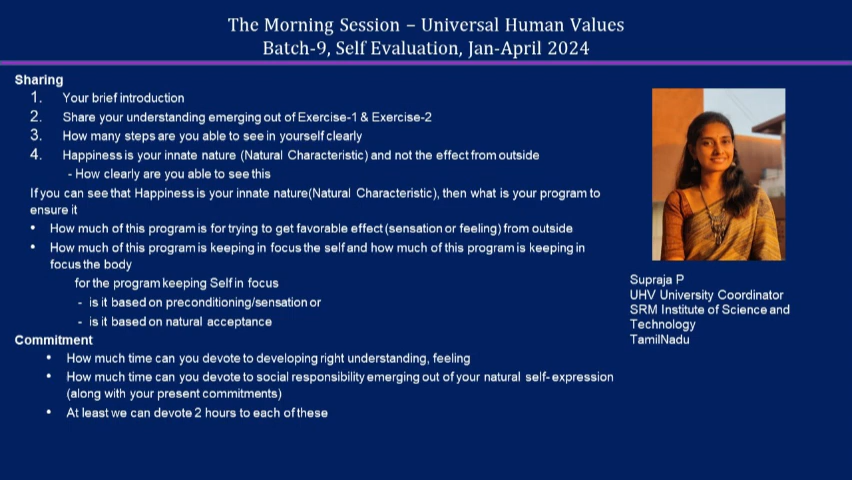 The Morning Session – Universal Human Values
Batch-9, Self Evaluation, Jan-April 2024
Sharing
1. Your brief introduction
2. Share your understanding emerging out of Exercise-1 & Exercise-2
3. How many steps are you able to see in yourself clearly
4. Happiness is your innate nature (Natural Characteristic) and not the effect from outside
- How clearly are you able to see this
If you can see that Happiness is your innate nature(Natural Characteristic), then what is your program to
ensure it
• How much of this program is for trying to get favorable effect (sensation or feeling) from outside
• How much of this program is keeping in focus the self and how much of this program is keeping in
focus the body
for the program keeping Self in focus
- is it based on preconditioning/sensation or
- is it based on natural acceptance
Commitment
• How much time can you devote to developing right understanding, feeling
• How much time can you devote to social responsibility emerging out of your natural self-expression
(along with your present commitments)
• At least we can devote 2 hours to each of these
Supraja P
UHV University Coordinator
SRM Institute of Science and
Technology
TamilNadu